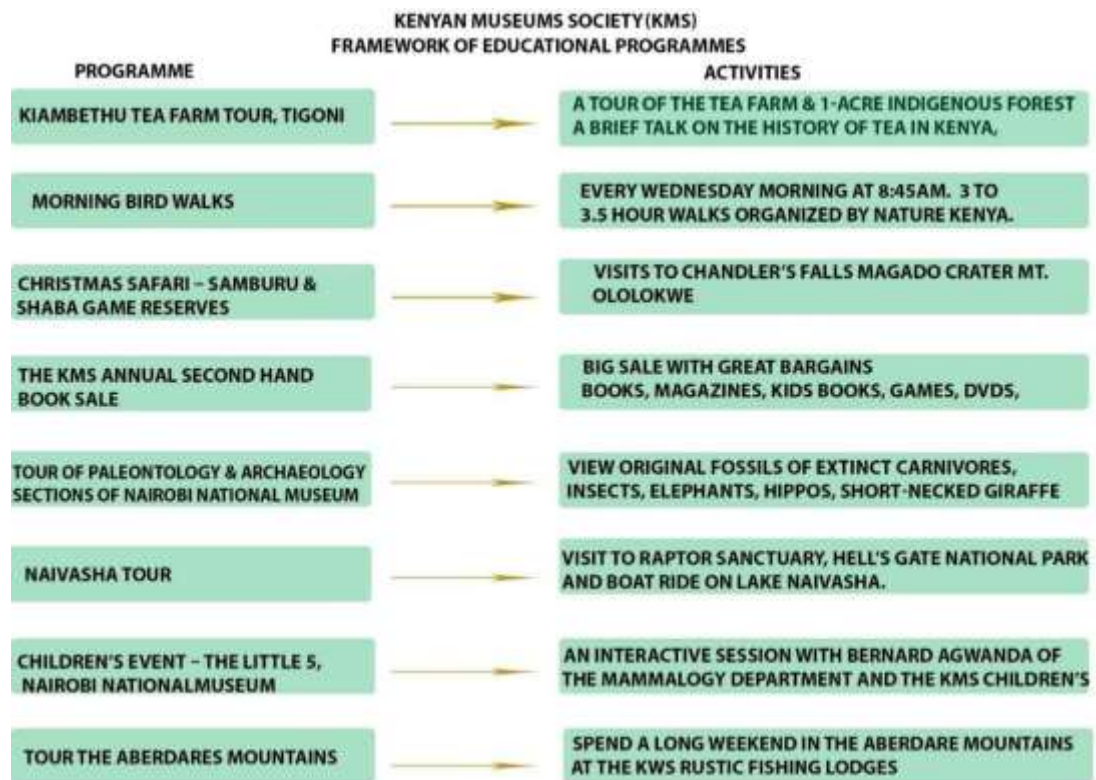 KENYAN MUSEUMS SOCIETY (KMS)
FRAMEWORK OF EDUCATIONAL PROGRAMMES
PROGRAMME
ACTIVITIES
KIAMBETHU TEA FARM TOUR, TIGONI
A TOUR OF THE TEA FARM & 1-ACRE INDIGENOUS FOREST
A BRIEF TALK ON THE HISTORY OF TEA IN KENYA,
MORNING BIRD WALKS
EVERY WEDNESDAY MORNING AT 8:45AM. 3 TO
3.5 HOUR WALKS ORGANIZED BY NATURE KENYA.
CHRISTMAS SAFARI – SAMBURU &
SHABA GAME RESERVES
VISITS TO CHANDLER'S FALLS MAGADO CRATER MT.
OLOLOKWE
THE KMS ANNUAL SECOND HAND
BOOK SALE
BIG SALE WITH GREAT BARGAINS
BOOKS, MAGAZINES, KIDS BOOKS, GAMES, DVDS,
TOUR OF PALEONTOLOGY & ARCHAEOLOGY
SECTIONS OF NAIROBI NATIONAL MUSEUM
VIEW ORIGINAL FOSSILS OF EXTINCT CARNIVORES,
INSECTS, ELEPHANTS, HIPPOS, SHORT-NECKED GIRAFFE
NAIVASHA TOUR
VISIT TO RAPTOR SANCTUARY, HELL'S GATE NATIONAL PARK
AND BOAT RIDE ON LAKE NAIVASHA.
CHILDREN'S EVENT – THE LITTLE 5,
NAIROBI NATIONALMUSEUM
AN INTERACTIVE SESSION WITH BERNARD AGWANDA OF
THE MAMMALOGY DEPARTMENT AND THE KMS CHILDREN'S
TOUR THE ABERDARES MOUNTAINS
SPEND A LONG WEEKEND IN THE ABERDARE MOUNTAINS
AT THE KWS RUSTIC FISHING LODGES